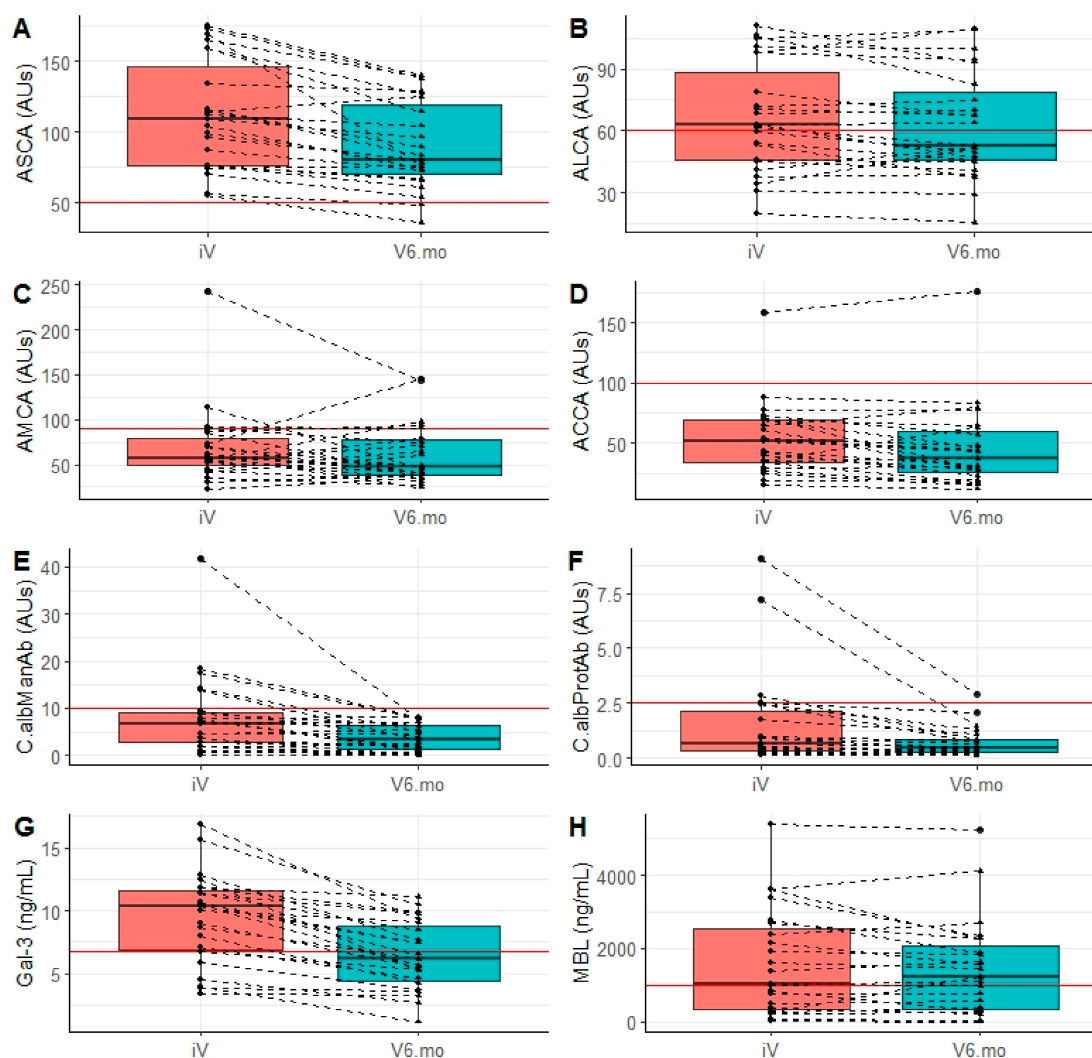 A
ASCA (AUs)
150
100
50
iV
V6.mo
B
ALCA (AUs)
90
60
30
iV
V6.mo
C
AMCA (AUs)
250
200
150
100
50
iV
V6.mo
D
ACCA (AUs)
150
100
50
iV
V6.mo
E
C.albManAb (AUs)
40
30
20
10
0
iV
V6.mo
F
C.albProtAb (AUs)
7.5
5.0
2.5
0.0
iV
V6.mo
G
Gal-3 (ng/mL)
15
10
5
iV
V6.mo
H
MBL (ng/mL)
4000
2000
0
iV
V6.mo